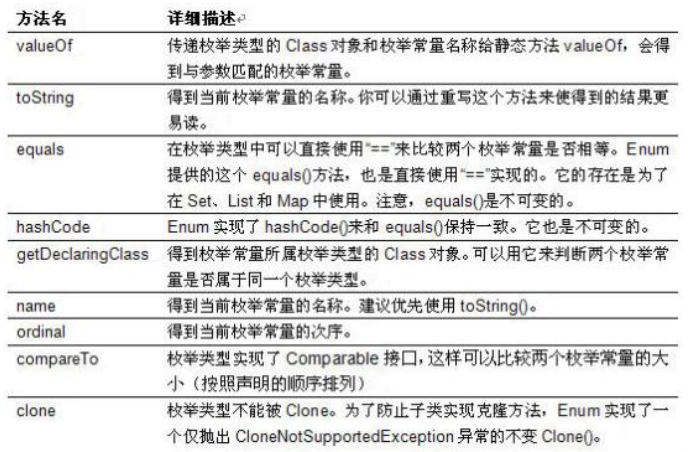 方法名 详细描述
valueOf 传递枚举类型的 Class 对象和枚举常量名称给静态方法 valueOf，会得
到与参数匹配的枚举常量。
toString 得到当前枚举常量的名称。你可以通过重写这个方法来使得到的结果更
易读。
equals 在枚举类型中可以直接使用“==”来比较两个枚举常量是否相等。Enum
提供的这个 equals()方法，也是直接使用“==”实现的。它的存在是为了
在 Set、List 和 Map 中使用。注意，equals()是不可变的。
hashCode Enum 实现了 hashCode()来和 equals()保持一致。它也是不可变的。
getDeclaringClass 得到枚举常量所属枚举类型的 Class 对象。可以用它来判断两个枚举常
量是否属于同一个枚举类型。
name 得到当前枚举常量的名称。建议优先使用 toString()。
ordinal 得到当前枚举常量的次序。
compareTo 枚举类型实现了 Comparable 接口，这样可以比较两个枚举常量的大
小（按照声明的顺序排列）
clone 枚举类型不能被 Clone。为了防止子类实现克隆方法，Enum 实现了一
个仅抛出 CloneNotSupportedException 异常的不变 Clone()。